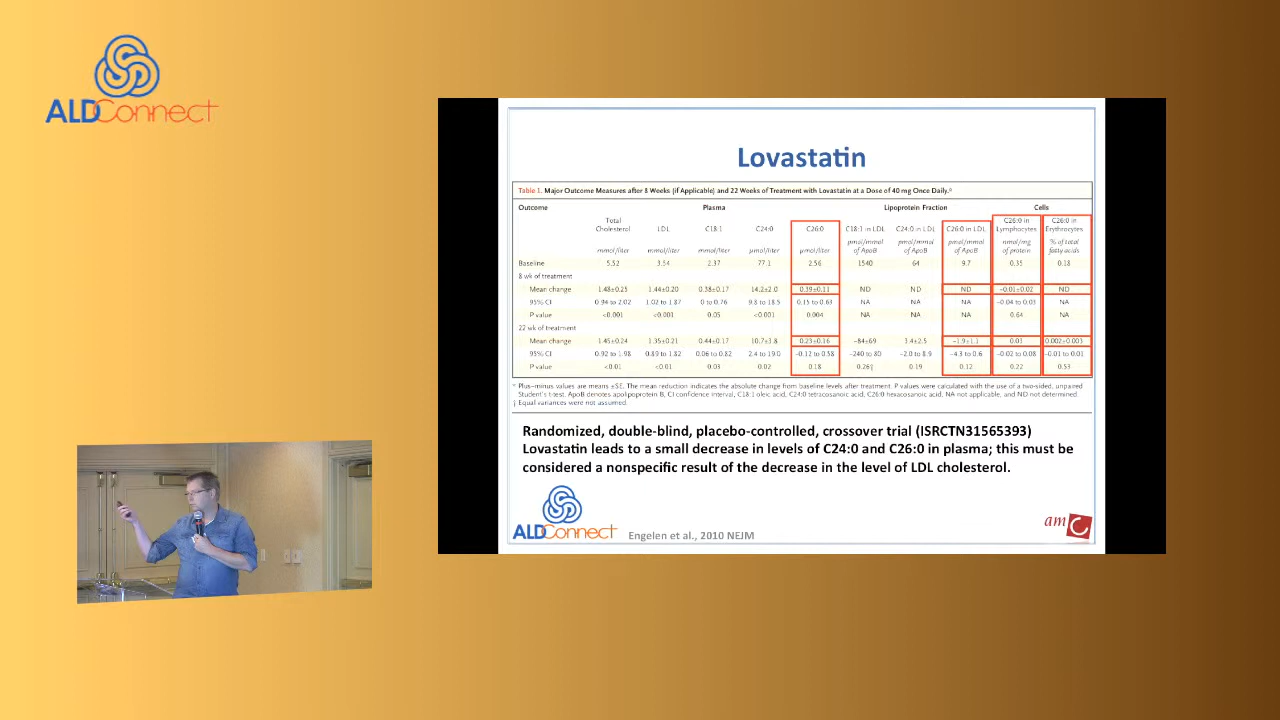 ALDConnect
Lovastatin
Table 1. Major Outcome Measures after 8 Weeks (if Applicable) and 22 Weeks of Treatment with Lovastatin at a Dose of 40 mg Once Daily.*
Outcome Plasma Lipoprotein Fraction Cells
Total Cholesterol LDL C18:1 C24:0 C26:0 C18:1 in LDL C24:0 in LDL C26:0 in LDL C26:0 in Lymphocytes C26:0 in Erythrocytes
mmol/liter mmol/liter mmol/liter µmol/liter µmol/liter pmol/mmol of ApoB pmol/mmol of ApoB pmol/mmol of ApoB nmol/mg of protein % of total fatty acids
Baseline 5.52 3.54 2.37 77.1 2.56 1540 64 9.7 0.35 0.18
8 wk of treatment
Mean change 1.48±0.25 1.44±0.20 0.38±0.17 14.2±2.0 0.39±0.11 ND ND ND −0.01±0.02 ND
95% CI 0.94 to 2.02 1.02 to 1.87 0 to 0.76 9.8 to 18.5 0.15 to 0.63 NA NA NA −0.04 to 0.03 NA
P value <0.001 <0.001 0.05 <0.001 0.004 NA NA NA 0.64 NA
22 wk of treatment
Mean change 1.45±0.24 1.35±0.21 0.44±0.17 10.7±3.8 0.23±0.16 −84±69 3.4±2.5 −1.9±1.1 0.03 0.002±0.003
95% CI 0.92 to 1.98 0.89 to 1.82 0.06 to 0.82 2.4 to 19.0 −0.12 to 0.58 −240 to 80 −2.0 to 8.9 −4.3 to 0.6 −0.02 to 0.08 −0.01 to 0.01
P value <0.01 <0.01 0.03 0.02 0.18 0.26† 0.19 0.12 0.22 0.53
* Plus–minus values are means ±SE. The mean reduction indicates the absolute change from baseline levels after treatment. P values were calculated with the use of a two-sided, unpaired
Student's t-test. ApoB denotes apolipoprotein B, CI confidence interval, C18:1 oleic acid, C24:0 tetracosanoic acid, C26:0 hexacosanoic acid, NA not applicable, and ND not determined.
† Equal variances were not assumed.
Randomized, double-blind, placebo-controlled, crossover trial (ISRCTN31565393)
Lovastatin leads to a small decrease in levels of C24:0 and C26:0 in plasma; this must be
considered a nonspecific result of the decrease in the level of LDL cholesterol.
ALDConnect
Engelen et al., 2010 NEJM
amc